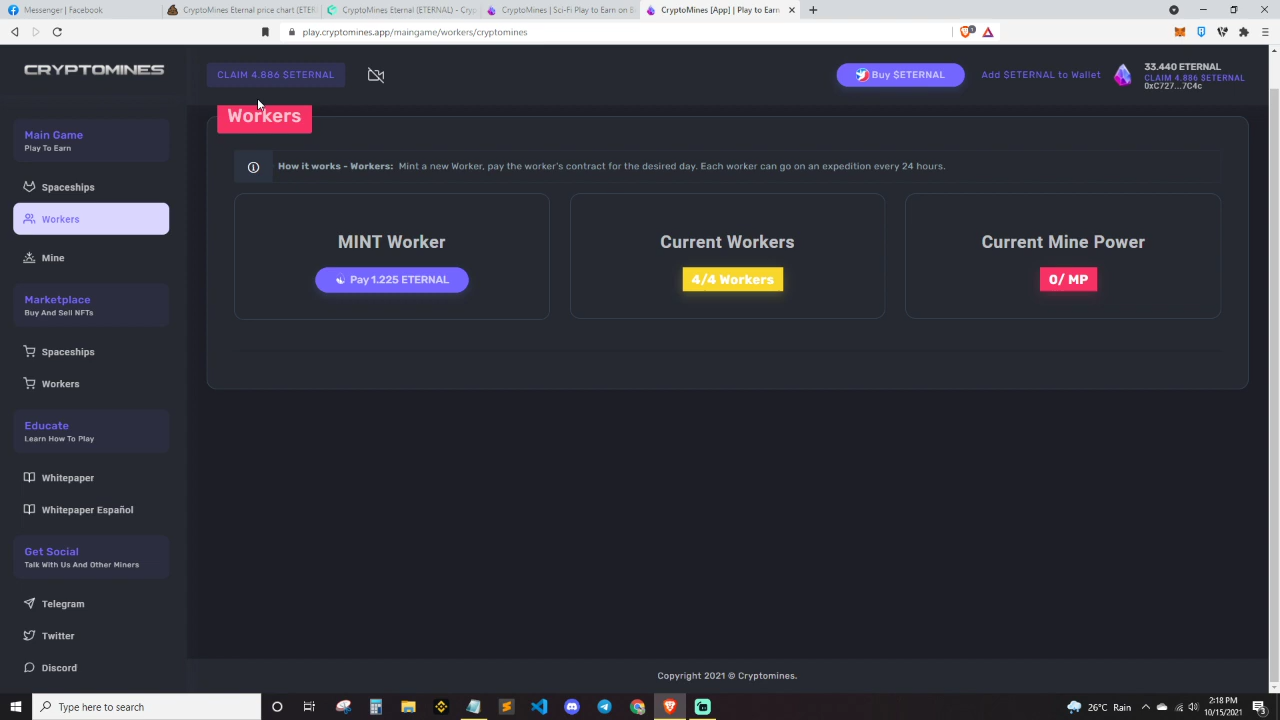 Messenger | Facebook
CryptoMines Eternal price chart (ETER
CryptoMines Eternal (ETERNAL) - Cryp
CryptoMines | Sci-Fi Play to Earn on B
CryptoMines [App] | Play to Earn
play.cryptomines.app/maingame/workers/cryptomines
CRYPTOMINES
CLAIM 4.886 $ETERNAL
Buy $ETERNAL
Add $ETERNAL to Wallet
33.440 ETERNAL
CLAIM 4.886 $ETERNAL
0xC727...7C4c
Main Game
Play To Earn
Spaceships
Workers
Mine
Marketplace
Buy And Sell NFTs
Spaceships
Workers
Educate
Learn How To Play
Whitepaper
Whitepaper Español
Get Social
Talk With Us And Other Miners
Telegram
Twitter
Discord
Workers
How it works - Workers: Mint a new Worker, pay the worker's contract for the desired day. Each worker can go on an expedition every 24 hours.
MINT Worker
Pay 1.225 ETERNAL
Current Workers
4/4 Workers
Current Mine Power
0/ MP
Copyright 2021 © Cryptomines.
Type here to search
26°C Rain
2:18 PM
10/15/2021